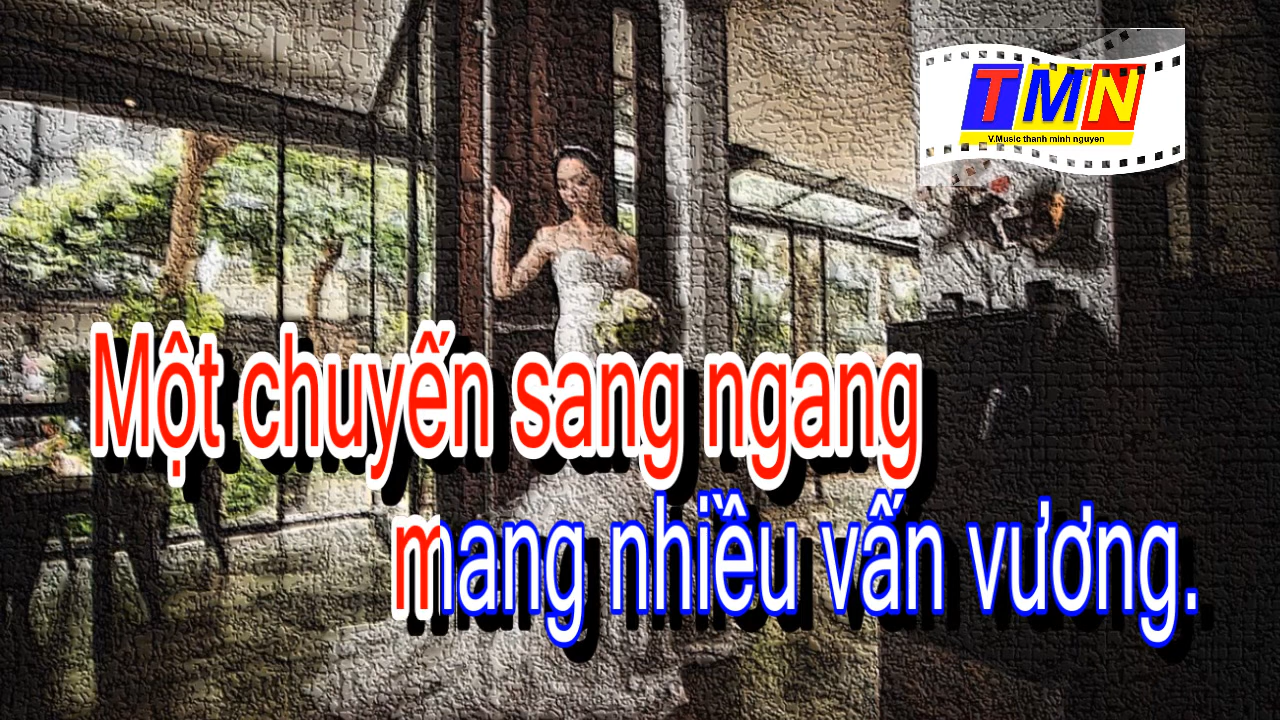 TMN
V.Music thanh minh nguyen
Một chuyến sang ngang
mang nhiều vấn vương.